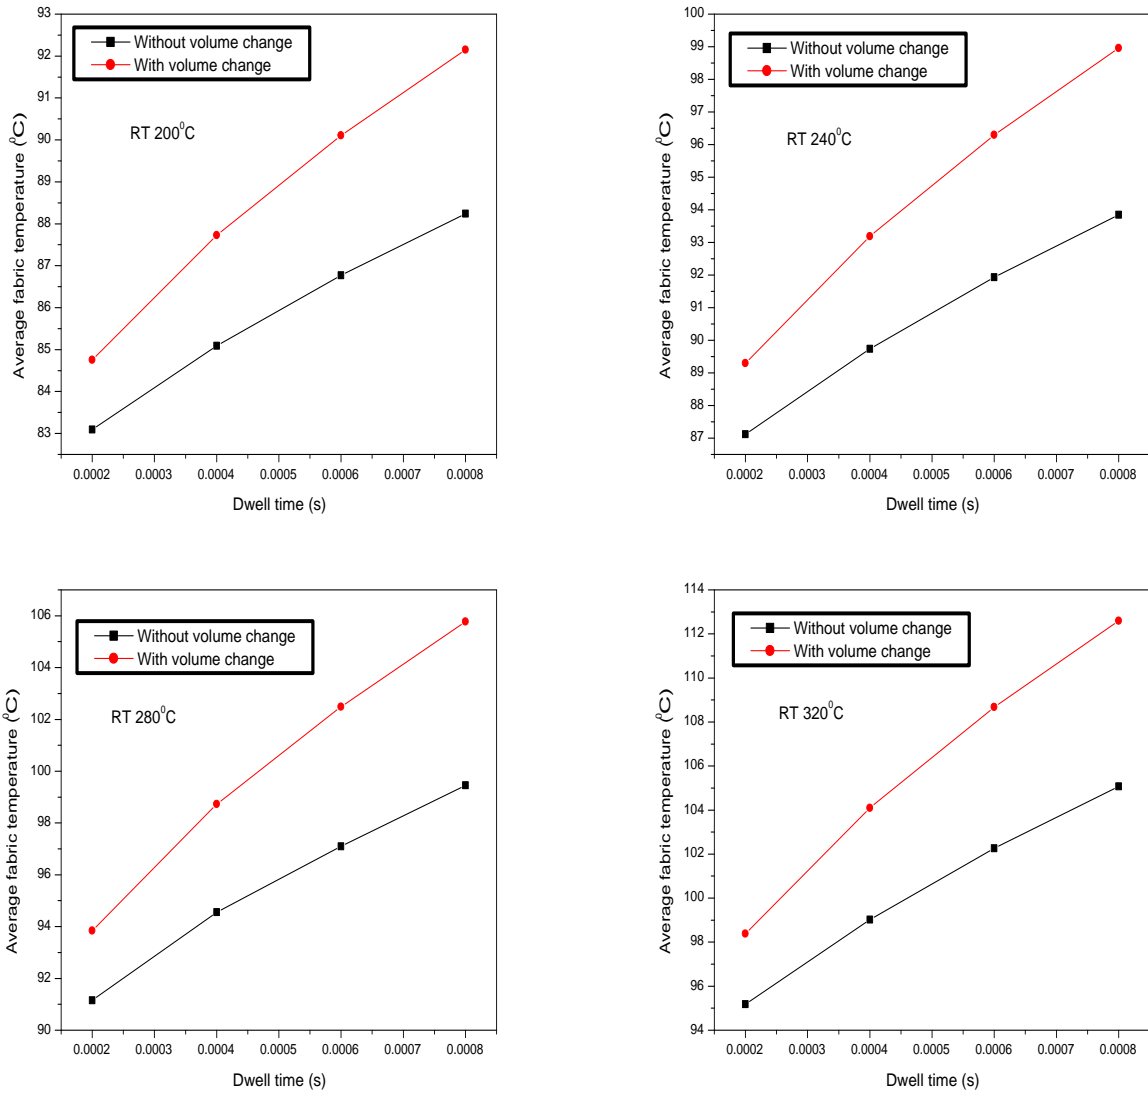 Without volume change
With volume change
RT 200⁰C
Average fabric temperature (⁰C)
93
92
91
90
89
88
87
86
85
84
83
0.0002 0.0003 0.0004 0.0005 0.0006 0.0007 0.0008
Dwell time (s)
Without volume change
With volume change
RT 240⁰C
Average fabric temperature (⁰C)
100
99
98
97
96
95
94
93
92
91
90
89
88
87
0.0002 0.0003 0.0004 0.0005 0.0006 0.0007 0.0008
Dwell time (s)
Without volume change
With volume change
RT 280⁰C
Average fabric temperature (⁰C)
106
104
102
100
98
96
94
92
90
0.0002 0.0003 0.0004 0.0005 0.0006 0.0007 0.0008
Dwell time (s)
Without volume change
With volume change
RT 320⁰C
Average fabric temperature (⁰C)
114
112
110
108
106
104
102
100
98
96
94
0.0002 0.0003 0.0004 0.0005 0.0006 0.0007 0.0008
Dwell time (s)